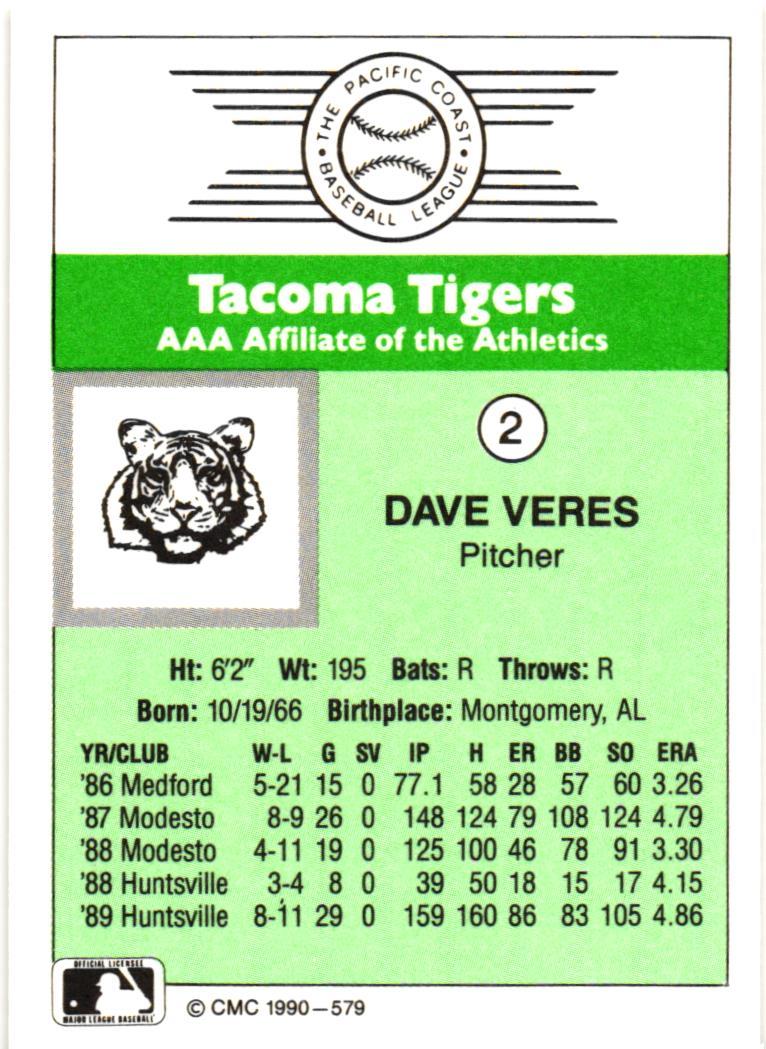 THE PACIFIC COAST
BASEBALL LEAGUE
Tacoma Tigers
AAA Affiliate of the Athletics
2
DAVE VERES
Pitcher
Ht: 6'2" Wt: 195 Bats: R Throws: R
Born: 10/19/66 Birthplace: Montgomery, AL
YR/CLUB W-L G SV IP H ER BB SO ERA
'86 Medford 5-21 15 0 77.1 58 28 57 60 3.26
'87 Modesto 8-9 26 0 148 124 79 108 124 4.79
'88 Modesto 4-11 19 0 125 100 46 78 91 3.30
'88 Huntsville 3-4 8 0 39 50 18 15 17 4.15
'89 Huntsville 8-11 29 0 159 160 86 83 105 4.86
OFFICIAL LICENSEE
MAJOR LEAGUE BASEBALL
© CMC 1990–579